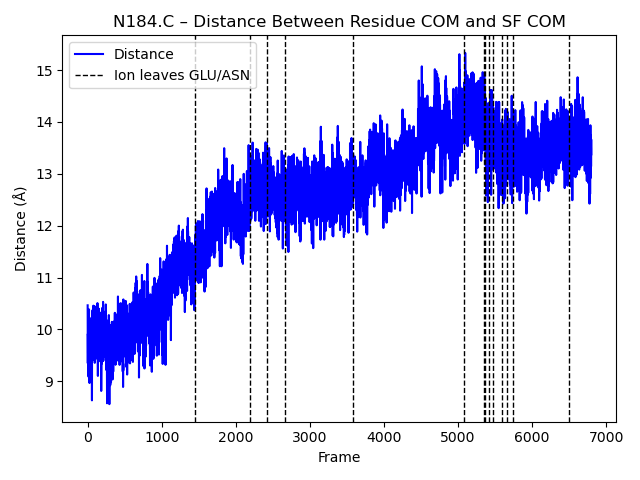 N184.C – Distance Between Residue COM and SF COM
Distance
Ion leaves GLU/ASN
Distance (Å)
15
14
13
12
11
10
9
0 1000 2000 3000 4000 5000 6000 7000
Frame